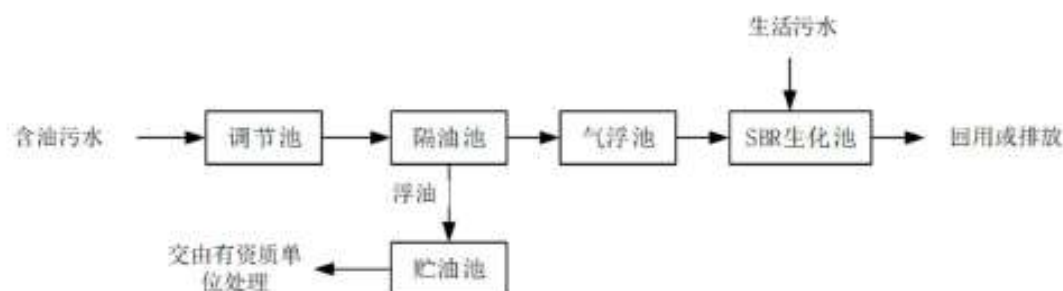 生活污水
含油污水
调节池
隔油池
气浮池
SBR生化池
回用或排放
浮油
交由有资质单
位处理
贮油池